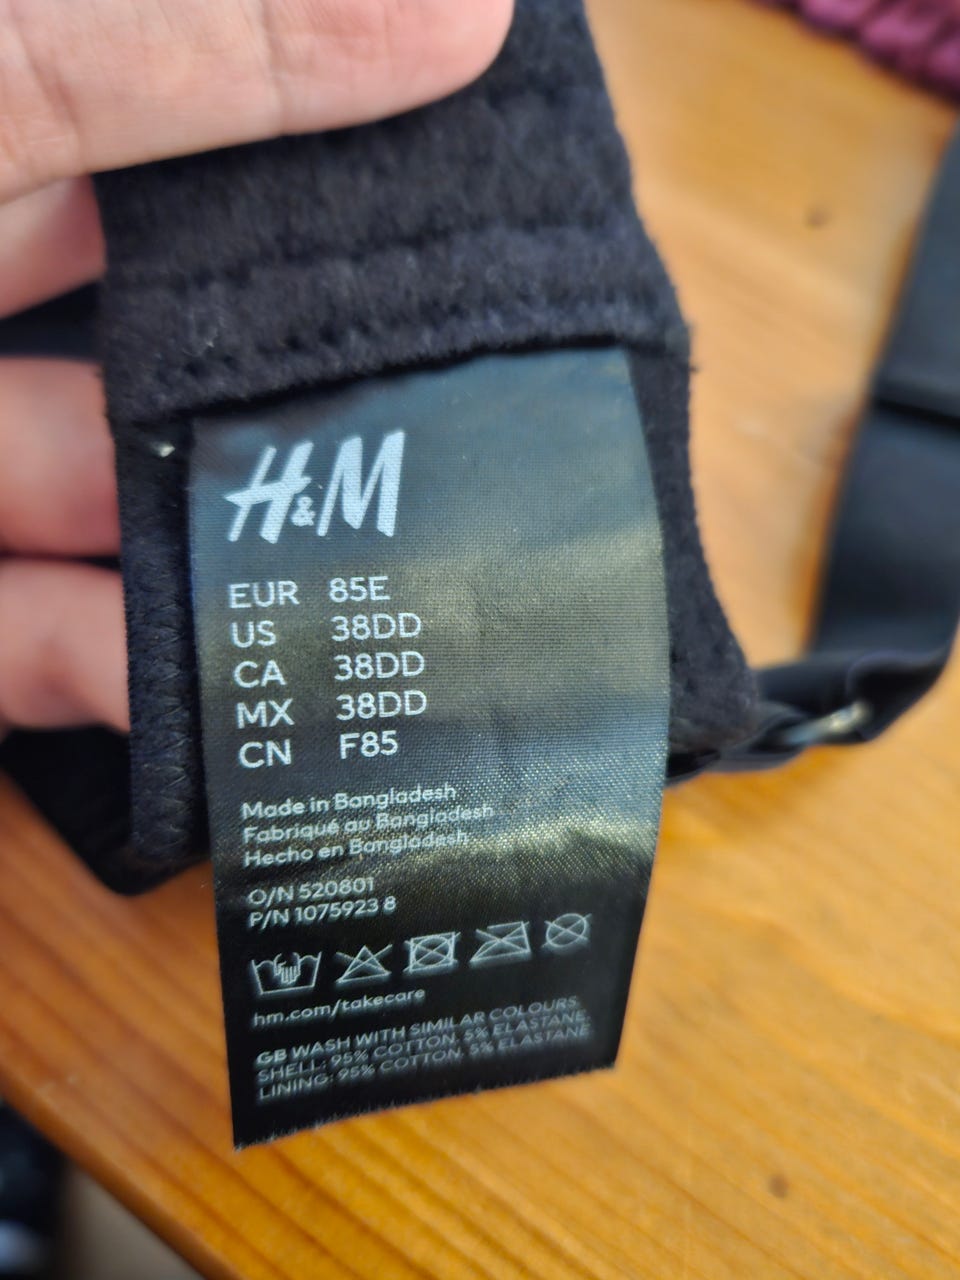 H&M
EUR 85E
US 38DD
CA 38DD
MX 38DD
CN F85
Made in Bangladesh
Fabriqué au Bangladesh
Hecho en Bangladesh
O/N 520801
P/N 1075923 8
hm.com/takecare
GB WASH WITH SIMILAR COLOURS.
SHELL: 95% COTTON, 5% ELASTANE.
LINING: 95% COTTON, 5% ELASTANE